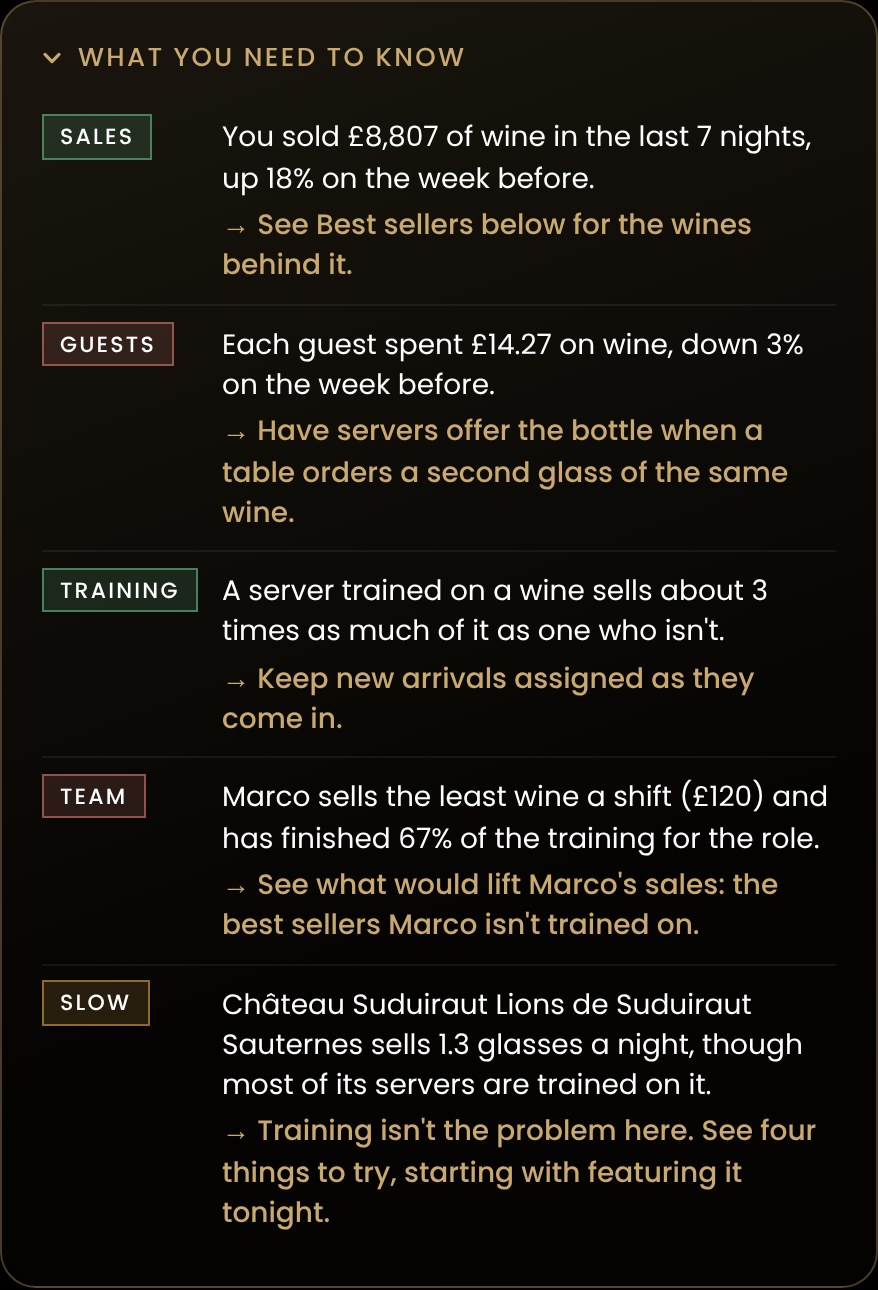 WHAT YOU NEED TO KNOW
SALES
You sold £8,807 of wine in the last 7 nights,
up 18% on the week before.
→ See Best sellers below for the wines
behind it.
GUESTS
Each guest spent £14.27 on wine, down 3%
on the week before.
→ Have servers offer the bottle when a
table orders a second glass of the same
wine.
TRAINING
A server trained on a wine sells about 3
times as much of it as one who isn't.
→ Keep new arrivals assigned as they
come in.
TEAM
Marco sells the least wine a shift (£120) and
has finished 67% of the training for the role.
→ See what would lift Marco's sales: the
best sellers Marco isn't trained on.
SLOW
Château Suduiraut Lions de Suduiraut
Sauternes sells 1.3 glasses a night, though
most of its servers are trained on it.
→ Training isn't the problem here. See four
things to try, starting with featuring it
tonight.